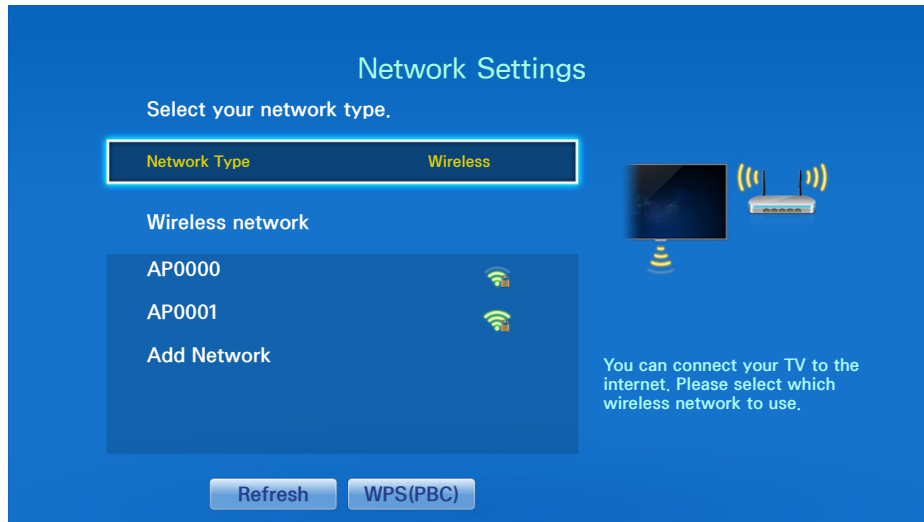 Network Settings
Select your network type.
Network Type Wireless
Wireless network
AP0000
AP0001
Add Network
You can connect your TV to the
internet. Please select which
wireless network to use.
Refresh WPS(PBC)